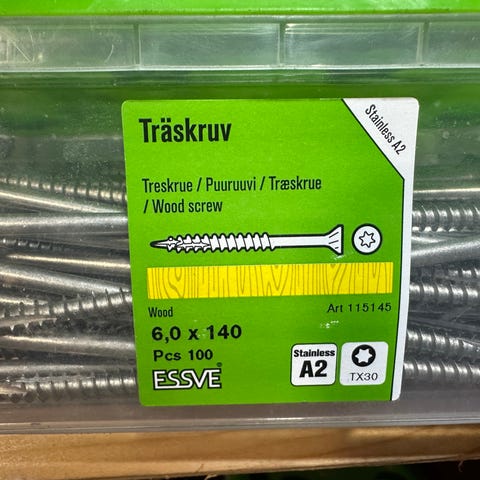 Stainless A2
Träskruv
Treskrue / Puuruuvi / Træskrue
/ Wood screw
Wood
Art 115145
6,0 x 140
Pcs 100
ESSVE®
Stainless
A2
TX30